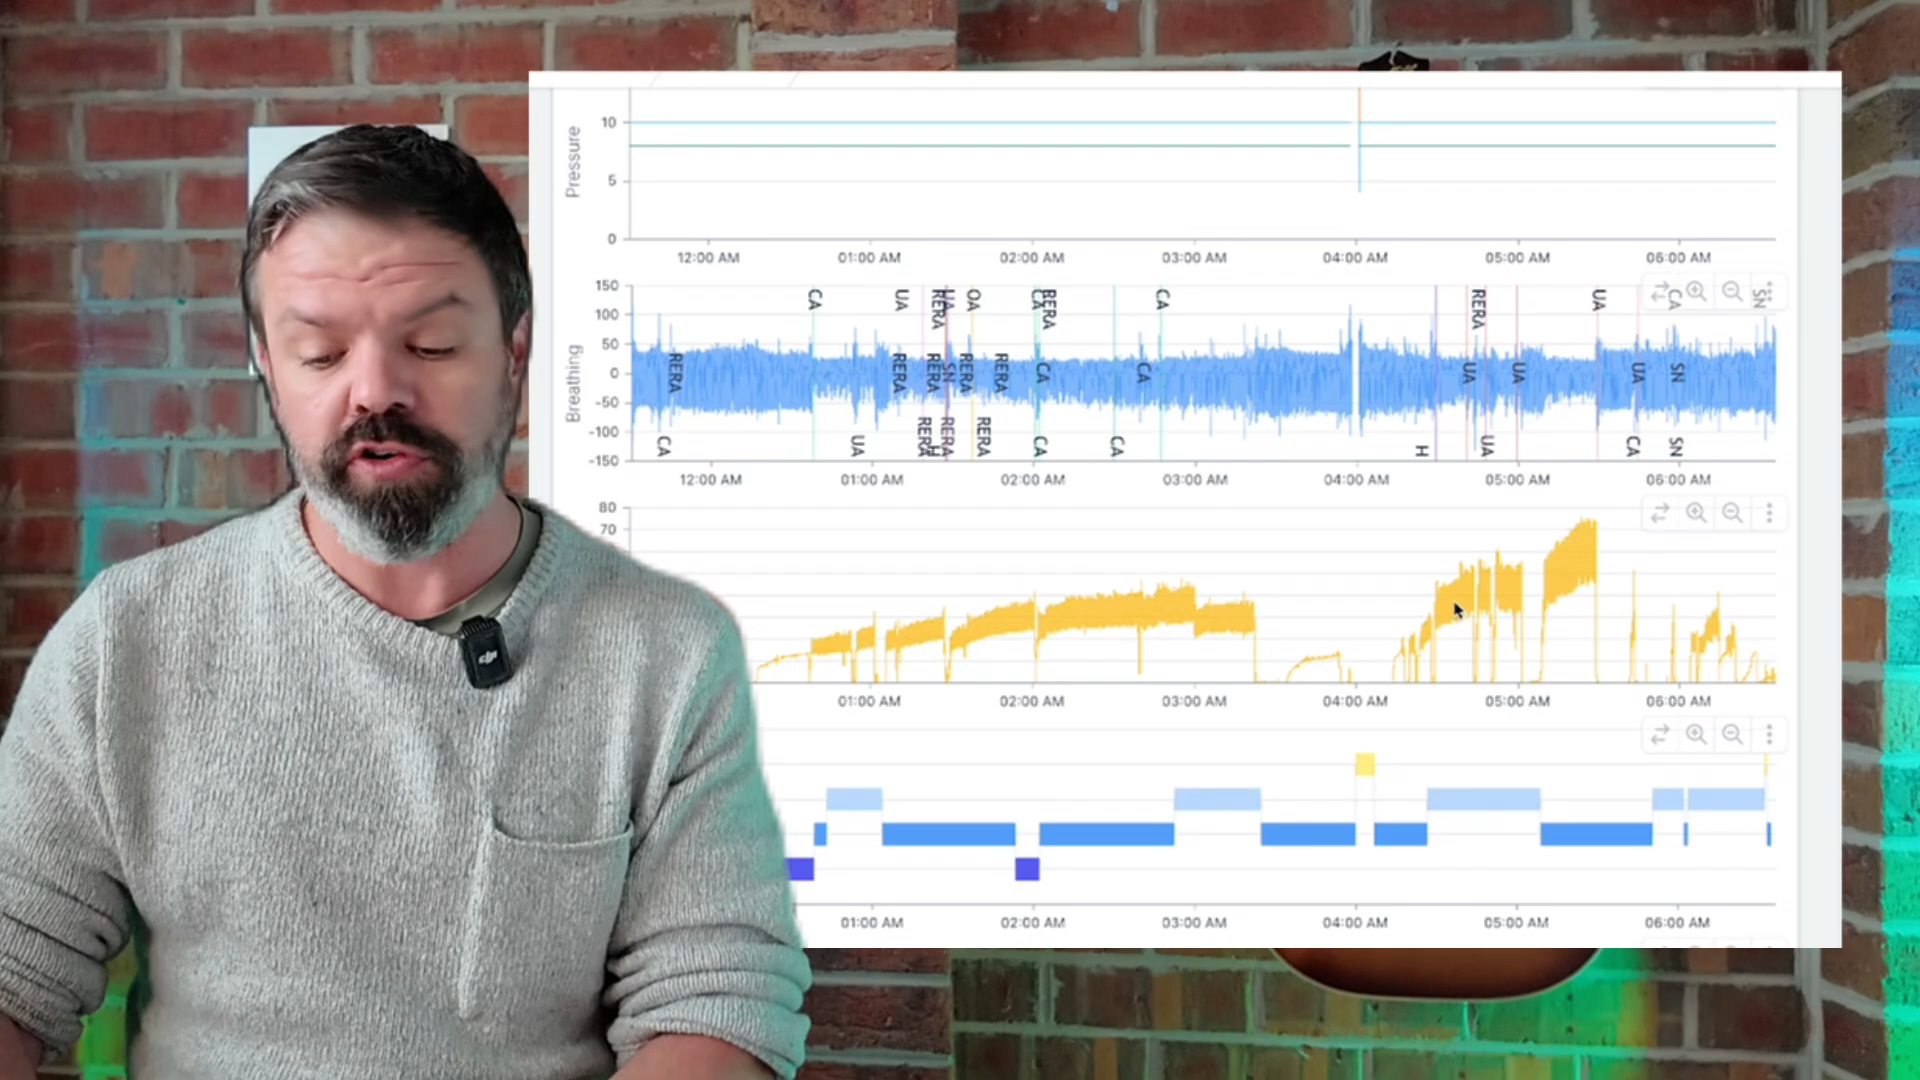 Pressure
10
5
0
12:00 AM 01:00 AM 02:00 AM 03:00 AM 04:00 AM 05:00 AM 06:00 AM
Breathing
150
100
50
0
-50
-100
-150
CA UA RERA UA OA CA RERA CA RERA UA CA SN
RERA RERA RERA SN RERA RERA CA CA UA UA UA SN
CA UA RERA H RERA RERA CA CA H UA CA SN
12:00 AM 01:00 AM 02:00 AM 03:00 AM 04:00 AM 05:00 AM 06:00 AM
80
70
01:00 AM 02:00 AM 03:00 AM 04:00 AM 05:00 AM 06:00 AM
01:00 AM 02:00 AM 03:00 AM 04:00 AM 05:00 AM 06:00 AM
dji